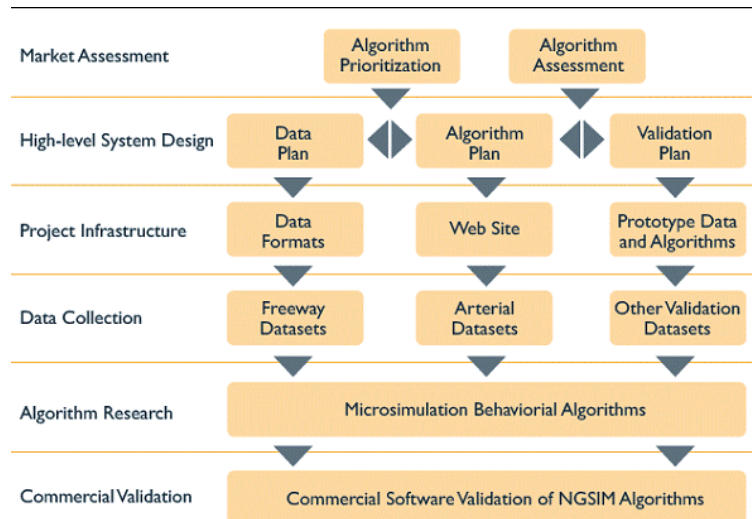 Market Assessment
Algorithm
Prioritization
Algorithm
Assessment
High-level System Design
Data
Plan
Algorithm
Plan
Validation
Plan
Project Infrastructure
Data
Formats
Web Site
Prototype Data
and Algorithms
Data Collection
Freeway
Datasets
Arterial
Datasets
Other Validation
Datasets
Algorithm Research
Microsimulation Behaviorial Algorithms
Commercial Validation
Commercial Software Validation of NGSIM Algorithms